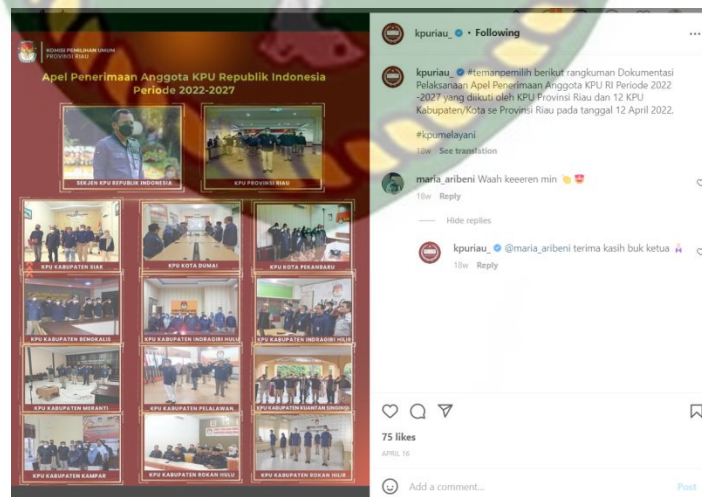 KOMISI PEMILIHAN UMUM
PROVINSI RIAU
Apel Penerimaan Anggota KPU Republik Indonesia
Periode 2022-2027
SEKJEN KPU REPUBLIK INDONESIA
KPU PROVINSI RIAU
KPU KABUPATEN SIAK
KPU KOTA DUMAI
KPU KOTA PEKANBARU
KPU KABUPATEN BENGKALIS
KPU KABUPATEN INDRAGIRI HULU
KPU KABUPATEN INDRAGIRI HILIR
KPU KABUPATEN MERANTI
KPU KABUPATEN PELALAWAN
KPU KABUPATEN KUANTAN SINGINGI
KPU KABUPATEN KAMPAR
KPU KABUPATEN ROKAN HULU
KPU KABUPATEN ROKAN HILIR
kpuriau_ • Following
kpuriau_ #temanpemilih berikut rangkuman Dokumentasi
Pelaksanaan Apel Penerimaan Anggota KPU RI Periode 2022
-2027 yang diikuti oleh KPU Provinsi Riau dan 12 KPU
Kabupaten/Kota se Provinsi Riau pada tanggal 12 April 2022.
#kpumelayani
18w See translation
maria_aribeni Waah keeeren min 👏 😍
18w Reply
Hide replies
kpuriau_ @maria_aribeni terima kasih buk ketua
18w Reply
75 likes
APRIL 16
Add a comment...
Post